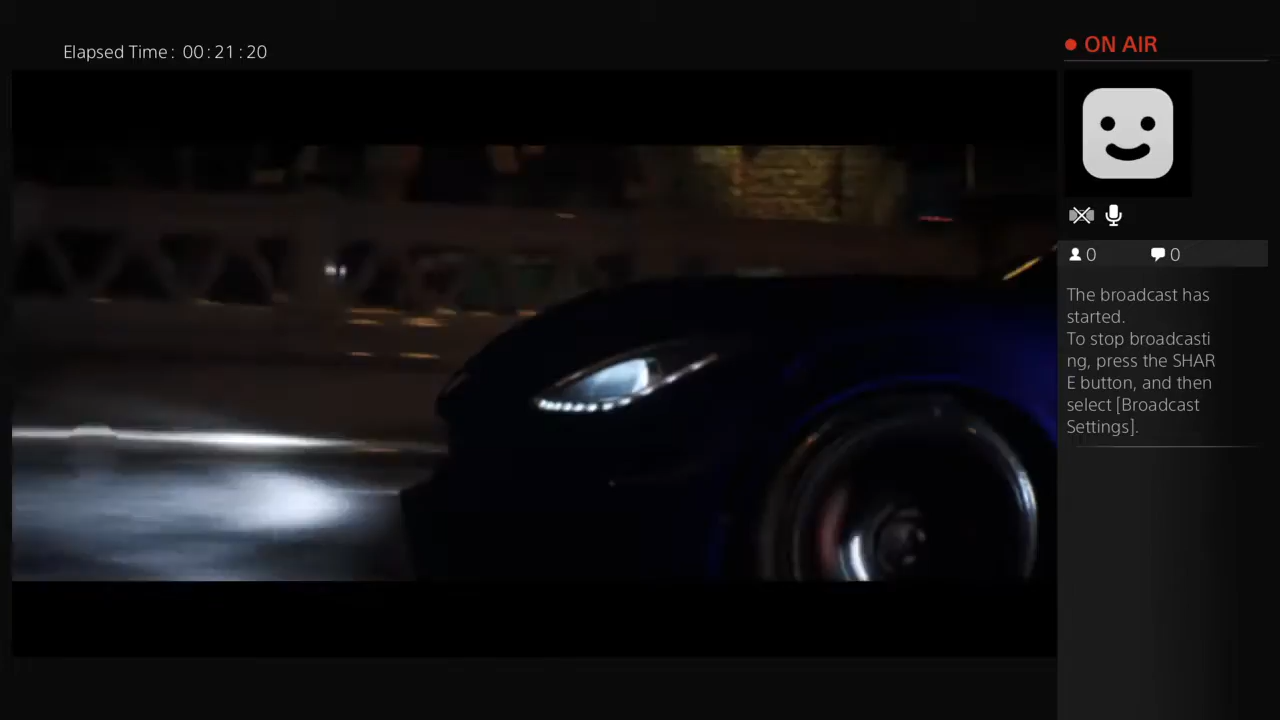 Elapsed Time: 00:21:20
ON AIR
0 0
The broadcast has
started.
To stop broadcasti
ng, press the SHAR
E button, and then
select [Broadcast
Settings].